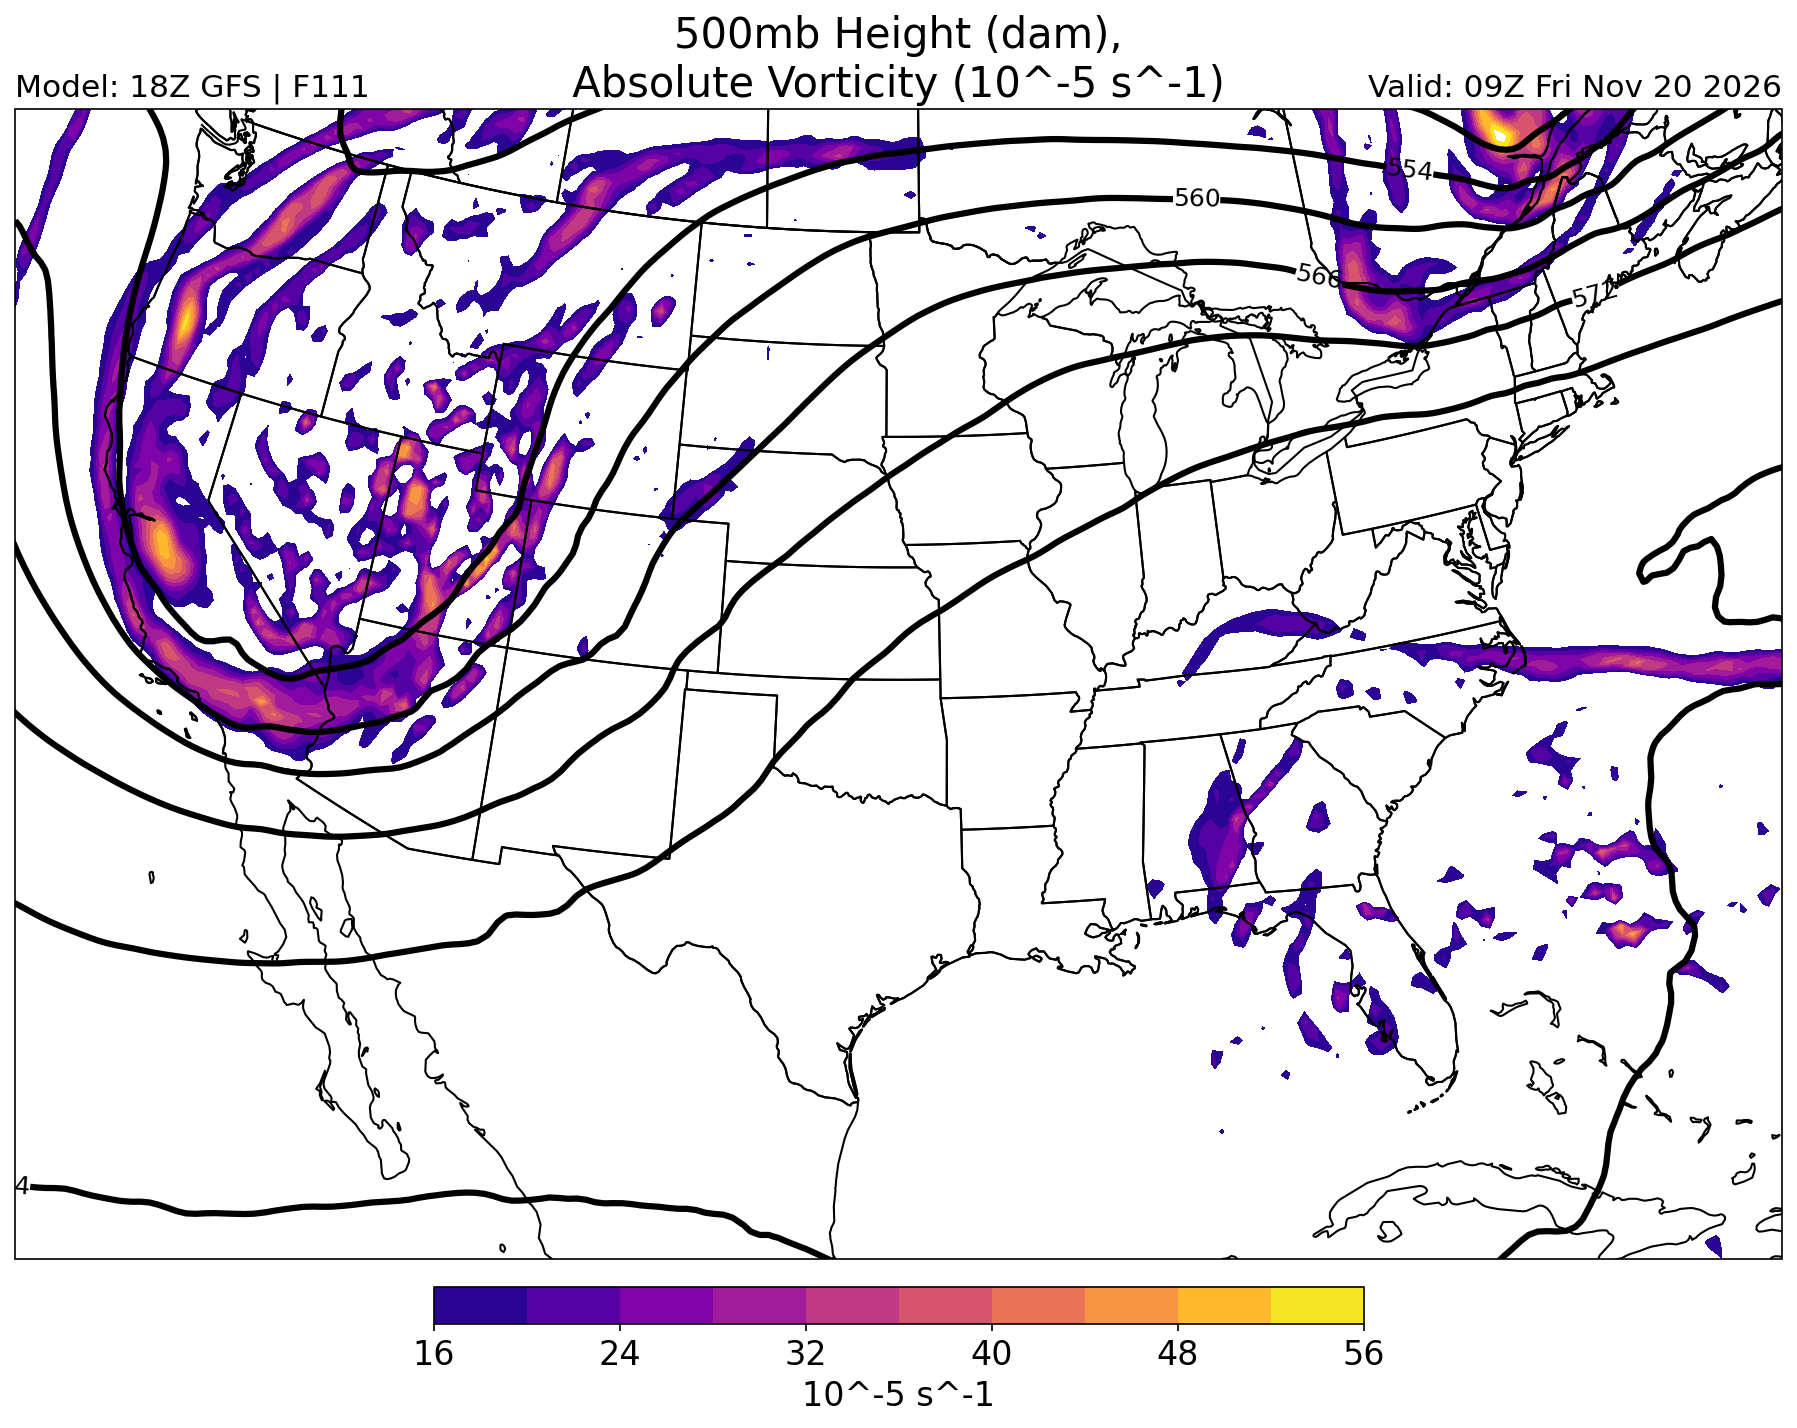 500mb Height (dam),
Model: 18Z GFS | F111
Absolute Vorticity (10^-5 s^-1)
Valid: 09Z Fri Nov 20 2026
554
560
566
572
4
16 24 32 40 48 56
10^-5 s^-1